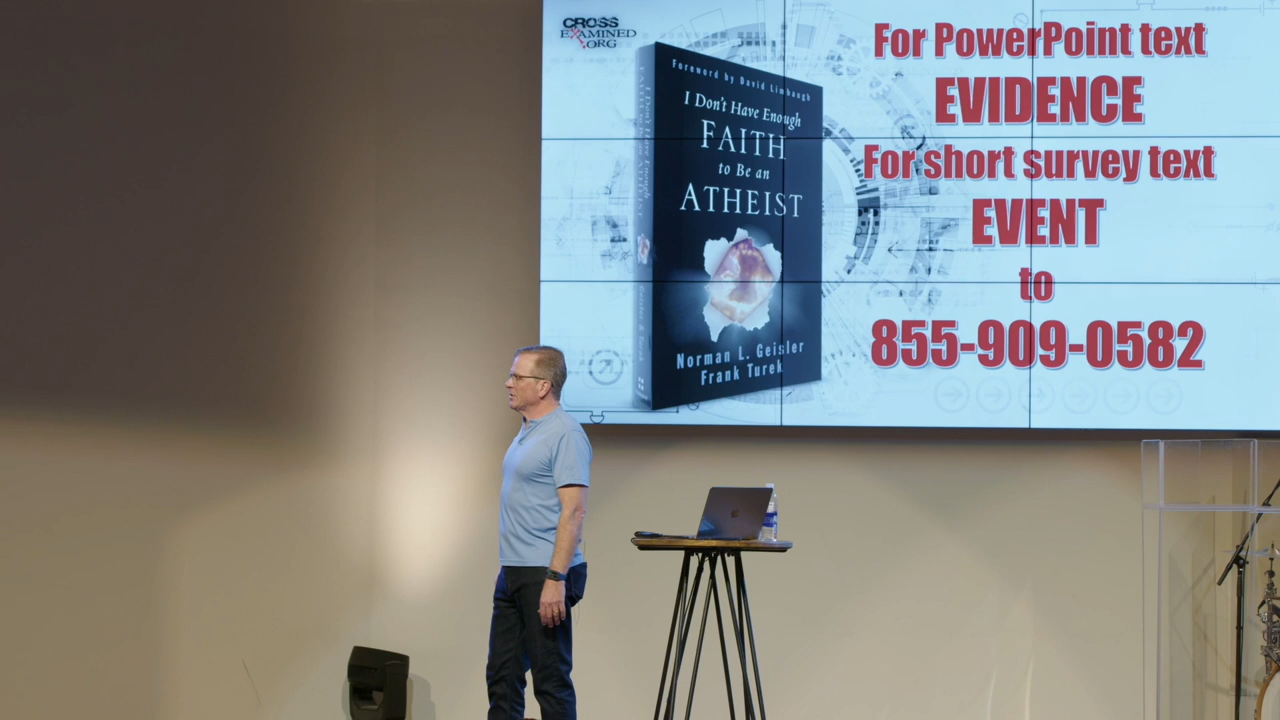 CROSS
EXAMINED
.ORG
Foreword by David Limbaugh
I Don't Have Enough
FAITH
to Be an
ATHEIST
Norman L. Geisler
Frank Turek
For PowerPoint text
EVIDENCE
For short survey text
EVENT
to
855-909-0582